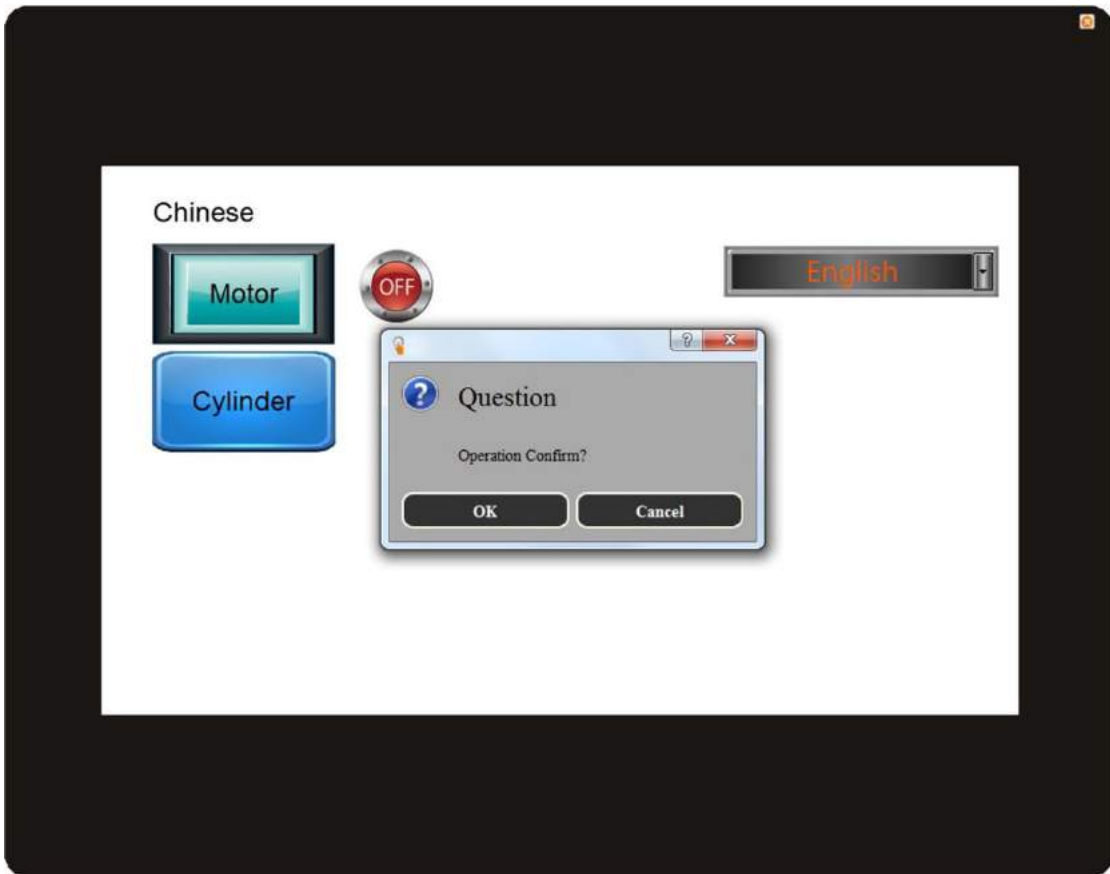 Chinese
Motor
OFF
English
Cylinder
?
X
?
Question
Operation Confirm?
OK
Cancel